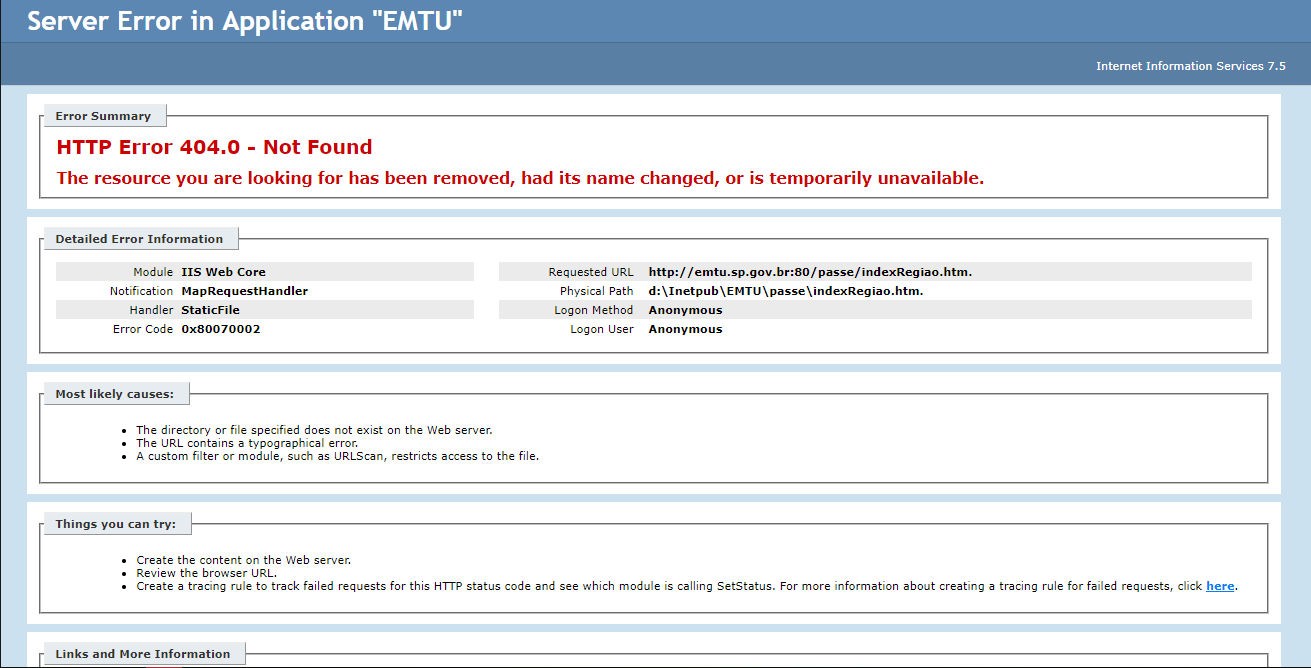 Server Error in Application "EMTU"
Internet Information Services 7.5
Error Summary
HTTP Error 404.0 - Not Found
The resource you are looking for has been removed, had its name changed, or is temporarily unavailable.
Detailed Error Information
Module IIS Web Core
Notification MapRequestHandler
Handler StaticFile
Error Code 0x80070002
Requested URL http://emtu.sp.gov.br:80/passe/indexRegiao.htm.
Physical Path d:\Inetpub\EMTU\passe\indexRegiao.htm.
Logon Method Anonymous
Logon User Anonymous
Most likely causes:
• The directory or file specified does not exist on the Web server.
• The URL contains a typographical error.
• A custom filter or module, such as URLScan, restricts access to the file.
Things you can try:
• Create the content on the Web server.
• Review the browser URL.
• Create a tracing rule to track failed requests for this HTTP status code and see which module is calling SetStatus. For more information about creating a tracing rule for failed requests, click here.
Links and More Information